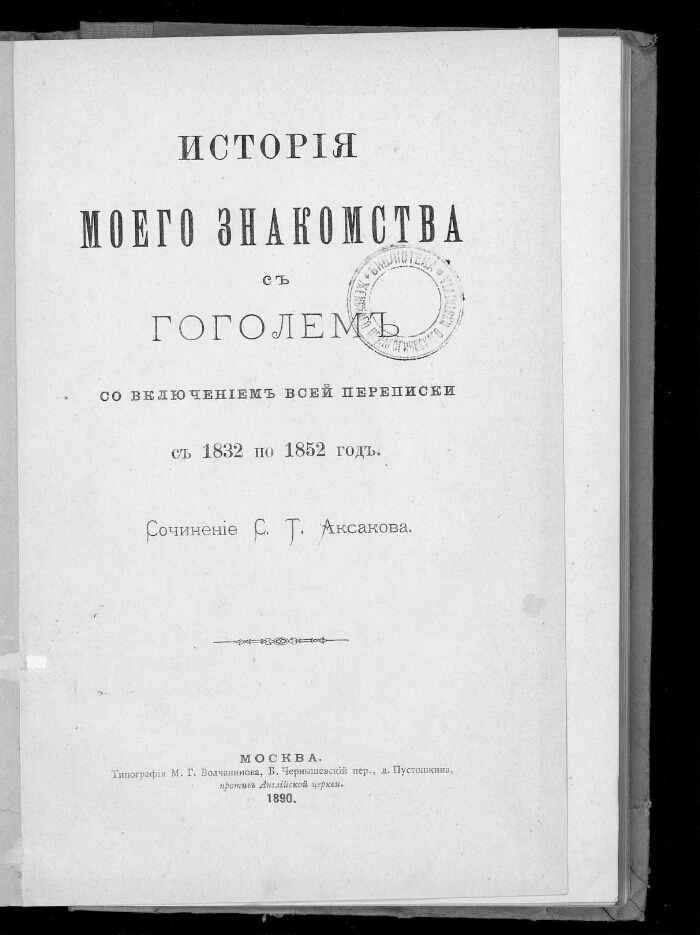 ИСТОРІЯ
МОЕГО ЗНАКОМСТВА
СЪ
ГОГОЛЕМЪ
СО ВКЛЮЧЕНІЕМЪ ВСЕЙ ПЕРЕПИСКИ
съ 1832 по 1852 годъ.
Сочиненіе С. Т. Аксакова.
МОСКВА.
Типографія М. Г. Волчанинова, Б. Чернышевскій пер., д. Пустошкина,
противъ Англійской церкви.
1890.
БИБЛІОТЕКА